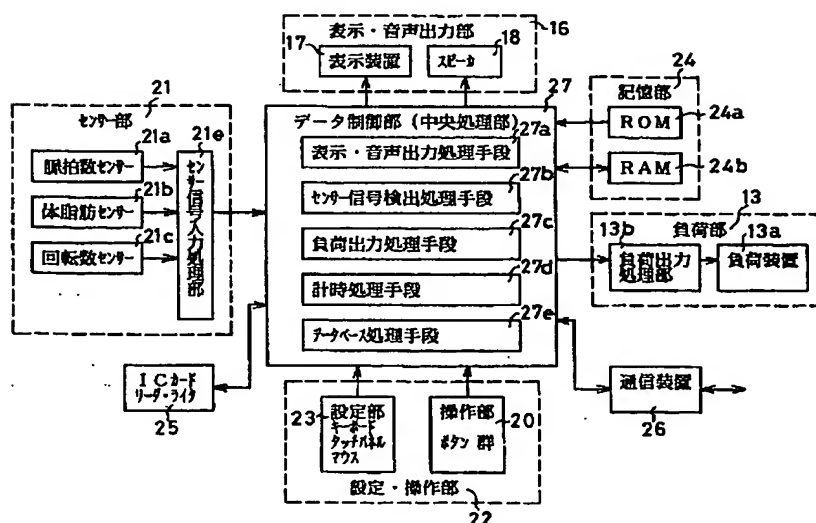 表示・音声出力部
16
17
表示装置
18
スピーカ
21
センサー部
21a
脈拍数センサー
21b
体脂肪センサー
21c
回転数センサー
21e
センサー信号入力処理部
27
データ制御部（中央処理部）
27a
表示・音声出力処理手段
27b
センサー信号検出処理手段
27c
負荷出力処理手段
27d
計時処理手段
27e
データベース処理手段
24
記憶部
ROM
24a
RAM
24b
13
負荷部
13b
負荷出力
処理部
13a
負荷装置
ICカード
リーダ・ライタ
25
23
設定部
キーボード
タッチパネル
マウス
操作部
ボタン群
20
設定・操作部
22
通信装置
26